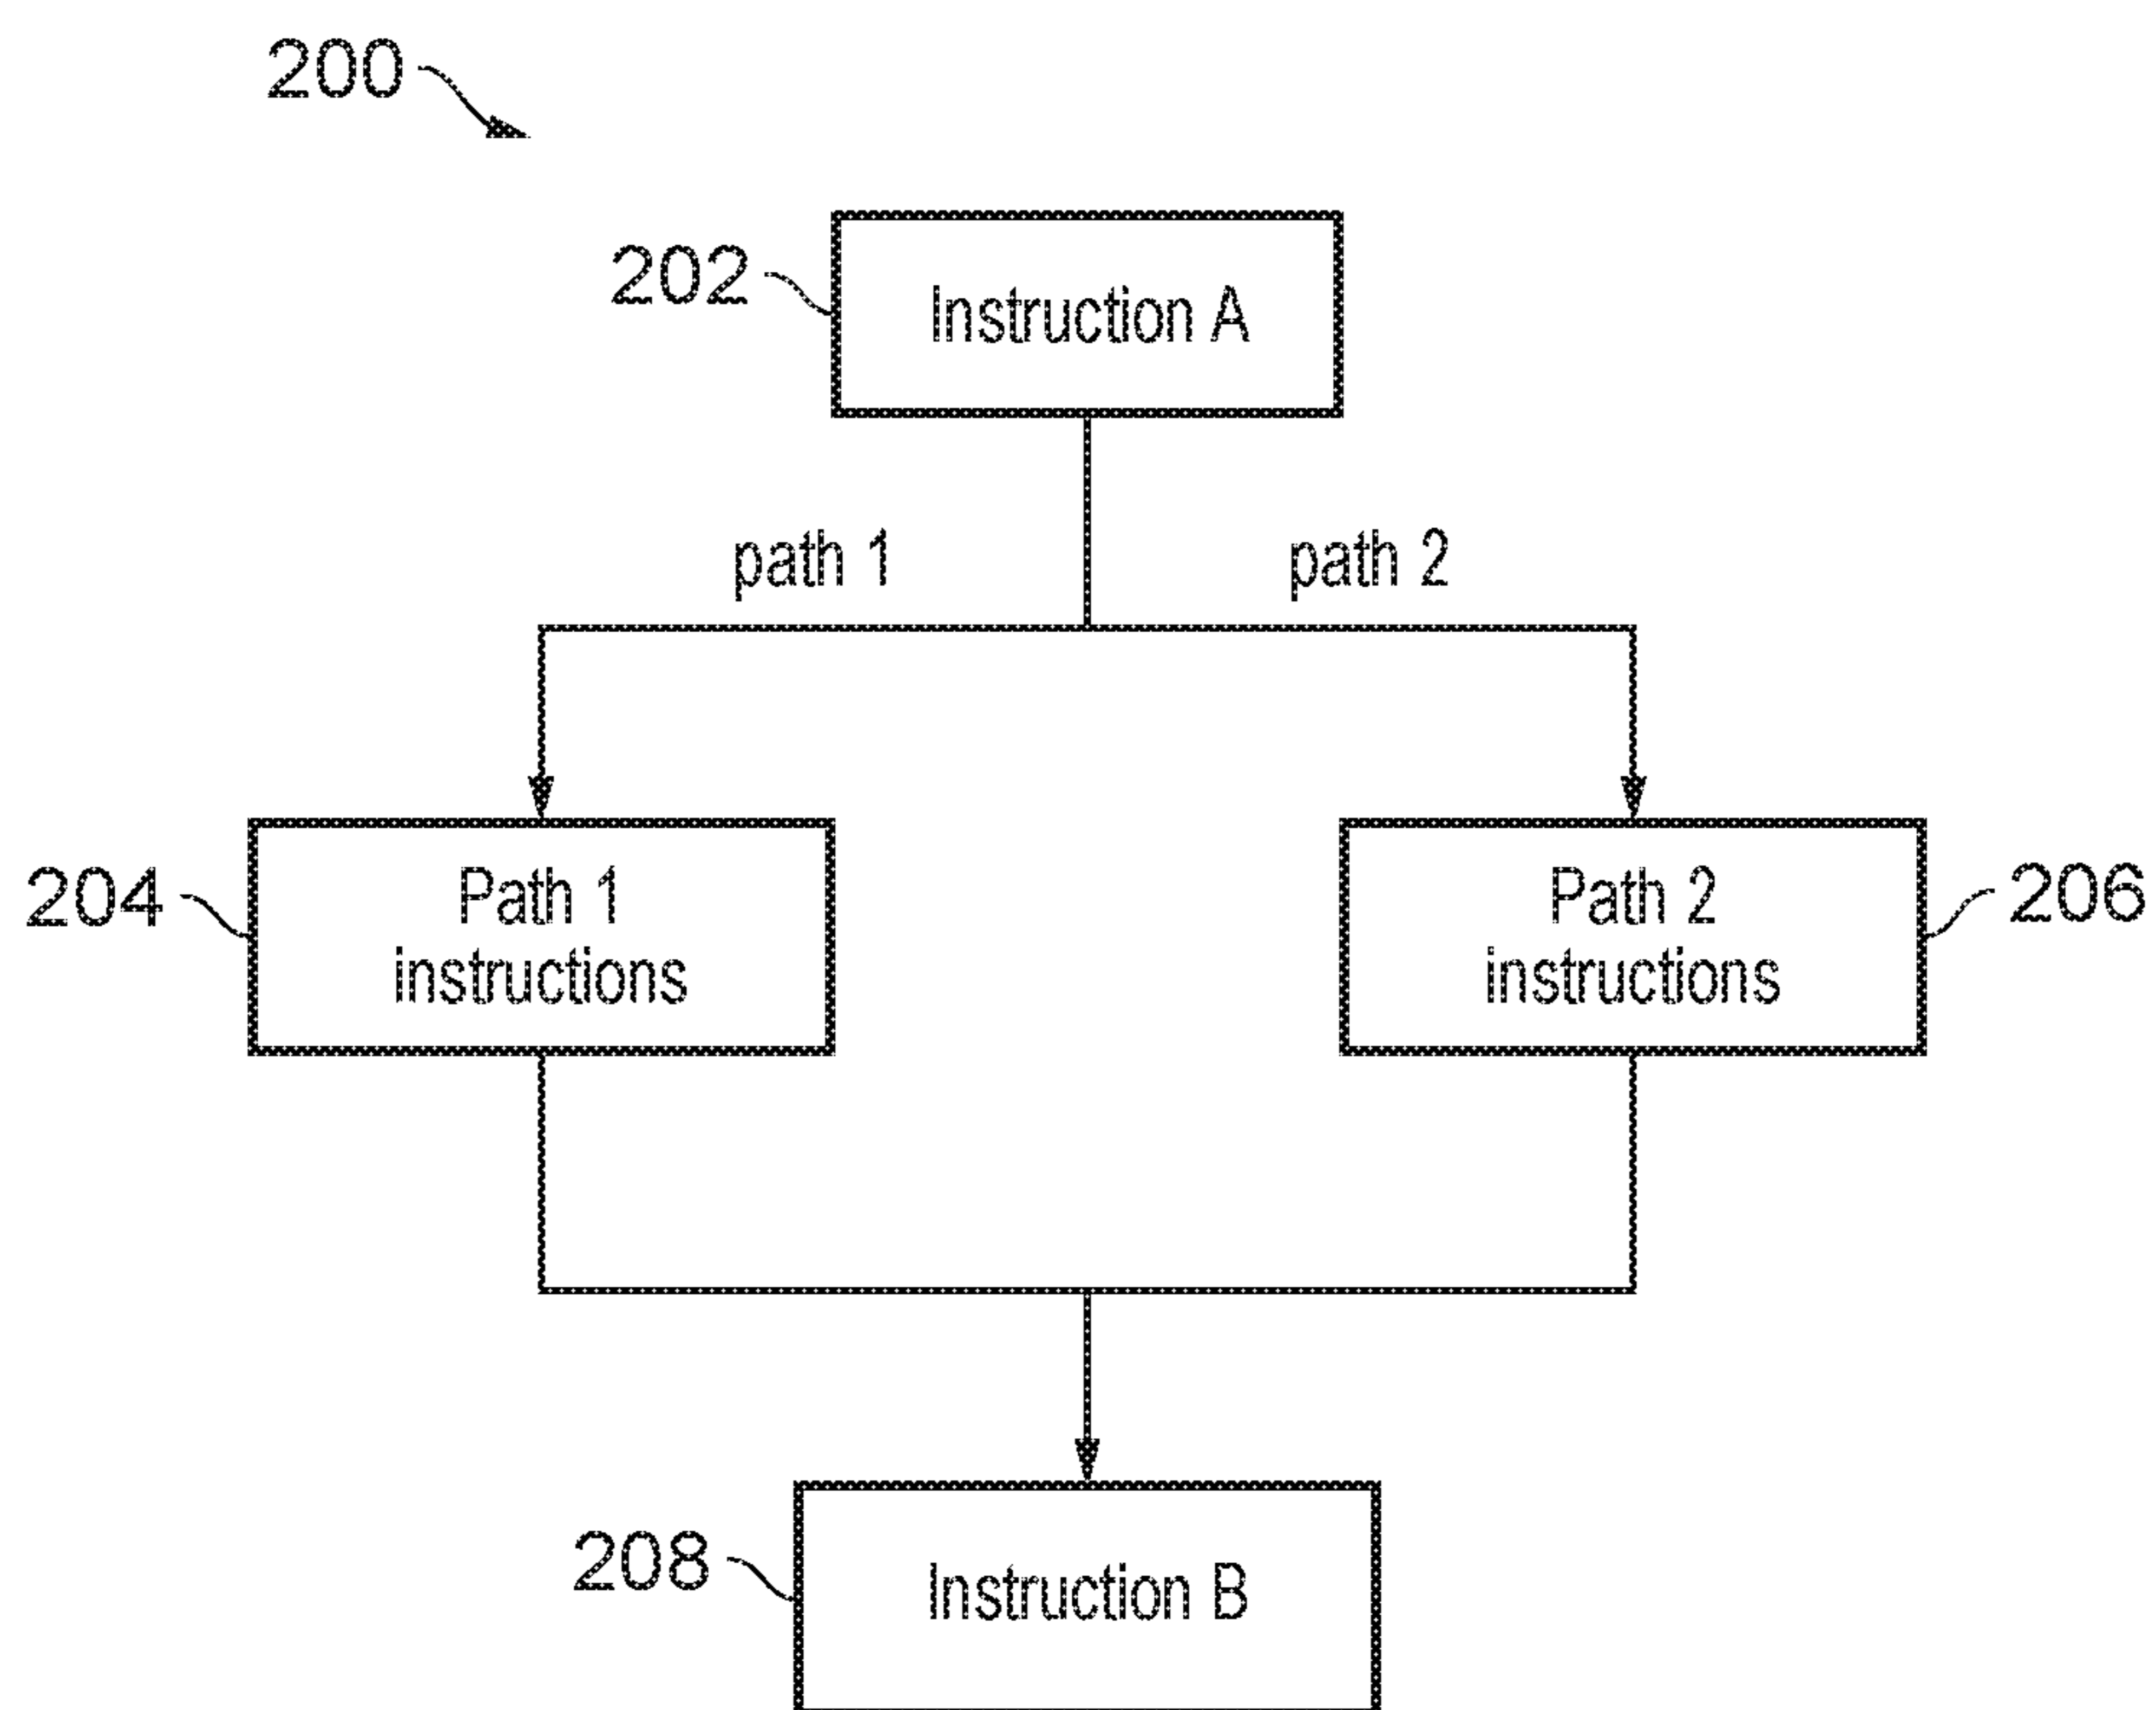 200
202
Instruction A
path 1
path 2
204
Path 1
instructions
Path 2
instructions
206
208
Instruction B